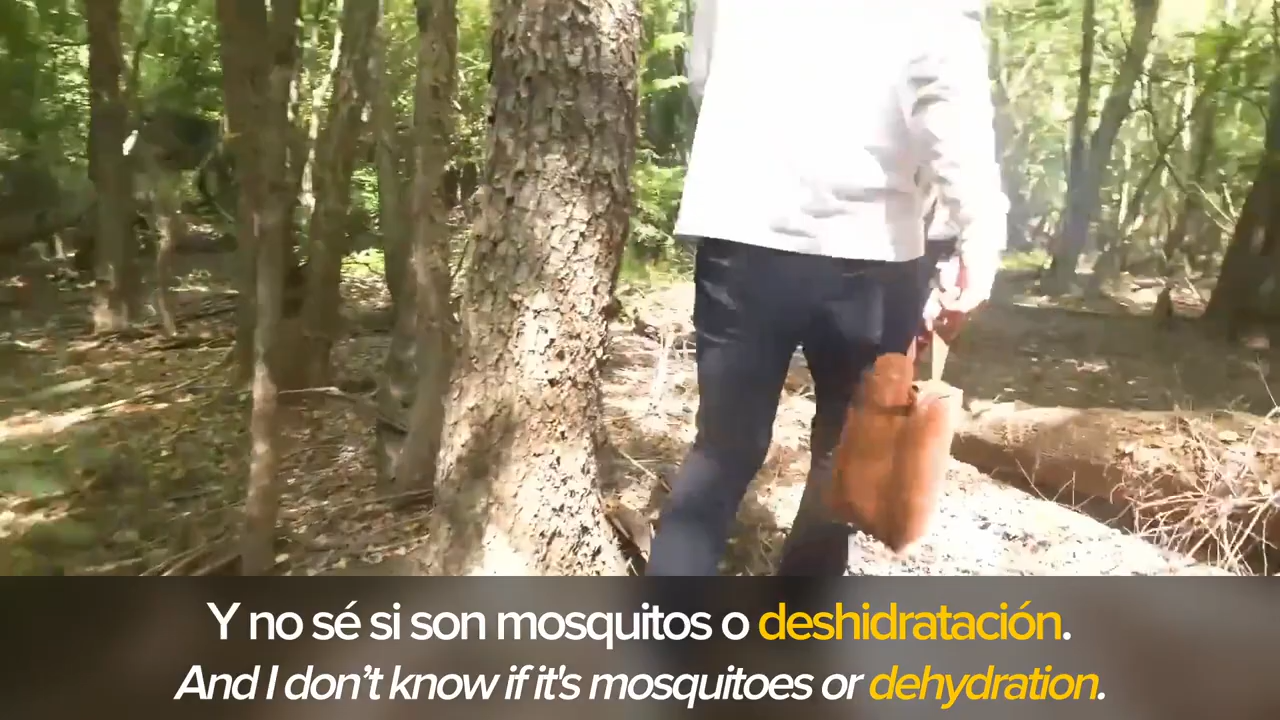 Y no sé si son mosquitos o deshidratación.
And I don't know if it's mosquitoes or dehydration.